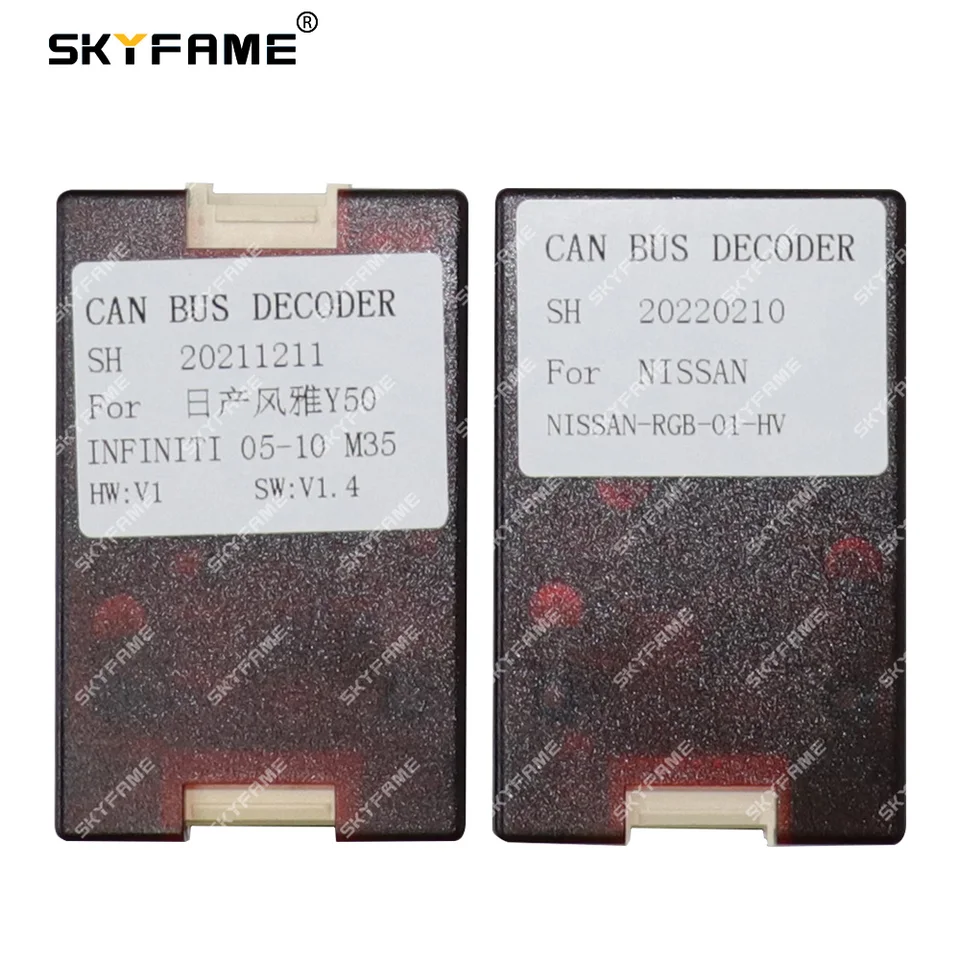 SKYFAME®
CAN BUS DECODER
SH 20211211
For 日产风雅Y50
INFINITI 05-10 M35
HW:V1 SW:V1.4
CAN BUS DECODER
SH 20220210
For NISSAN
NISSAN-RGB-01-HV